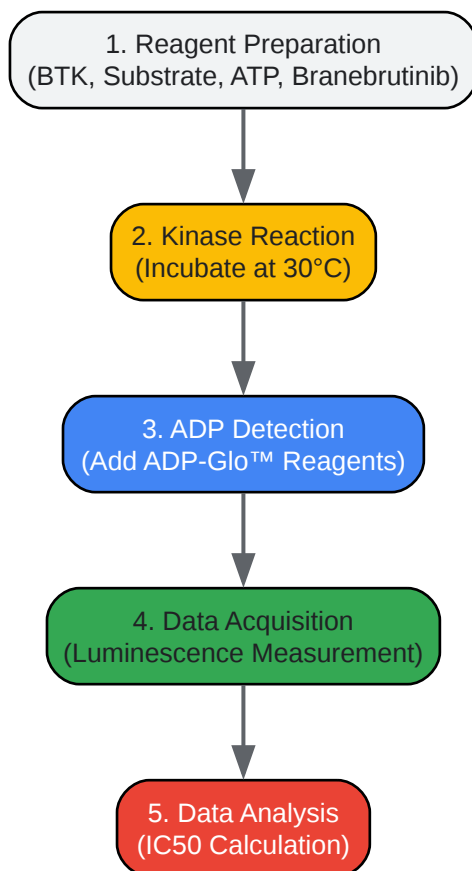 1. Reagent Preparation
(BTK, Substrate, ATP, Branebrutinib)
2. Kinase Reaction
(Incubate at 30°C)
3. ADP Detection
(Add ADP-Glo™ Reagents)
4. Data Acquisition
(Luminescence Measurement)
5. Data Analysis
(IC50 Calculation)